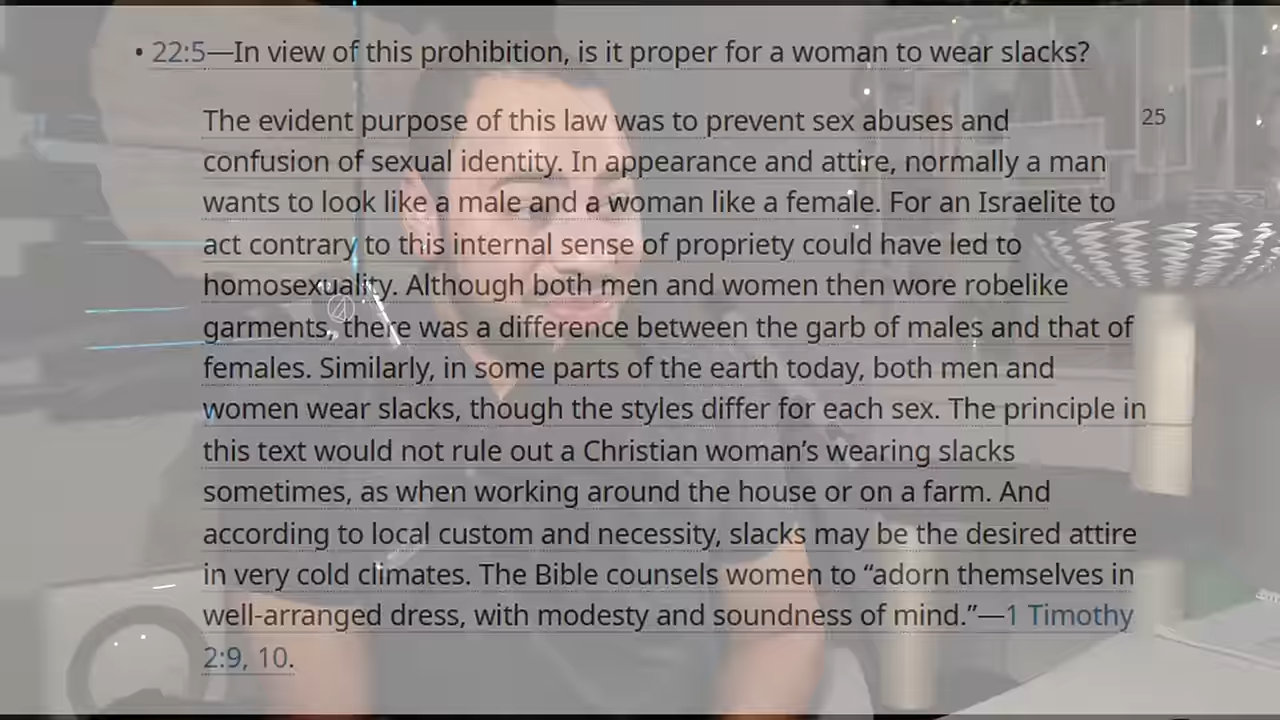 • 22:5—In view of this prohibition, is it proper for a woman to wear slacks?
The evident purpose of this law was to prevent sex abuses and
25
confusion of sexual identity. In appearance and attire, normally a man
wants to look like a male and a woman like a female. For an Israelite to
act contrary to this internal sense of propriety could have led to
homosexuality. Although both men and women then wore robelike
garments, there was a difference between the garb of males and that of
females. Similarly, in some parts of the earth today, both men and
women wear slacks, though the styles differ for each sex. The principle in
this text would not rule out a Christian woman’s wearing slacks
sometimes, as when working around the house or on a farm. And
according to local custom and necessity, slacks may be the desired attire
in very cold climates. The Bible counsels women to “adorn themselves in
well-arranged dress, with modesty and soundness of mind.”—1 Timothy
2:9, 10.